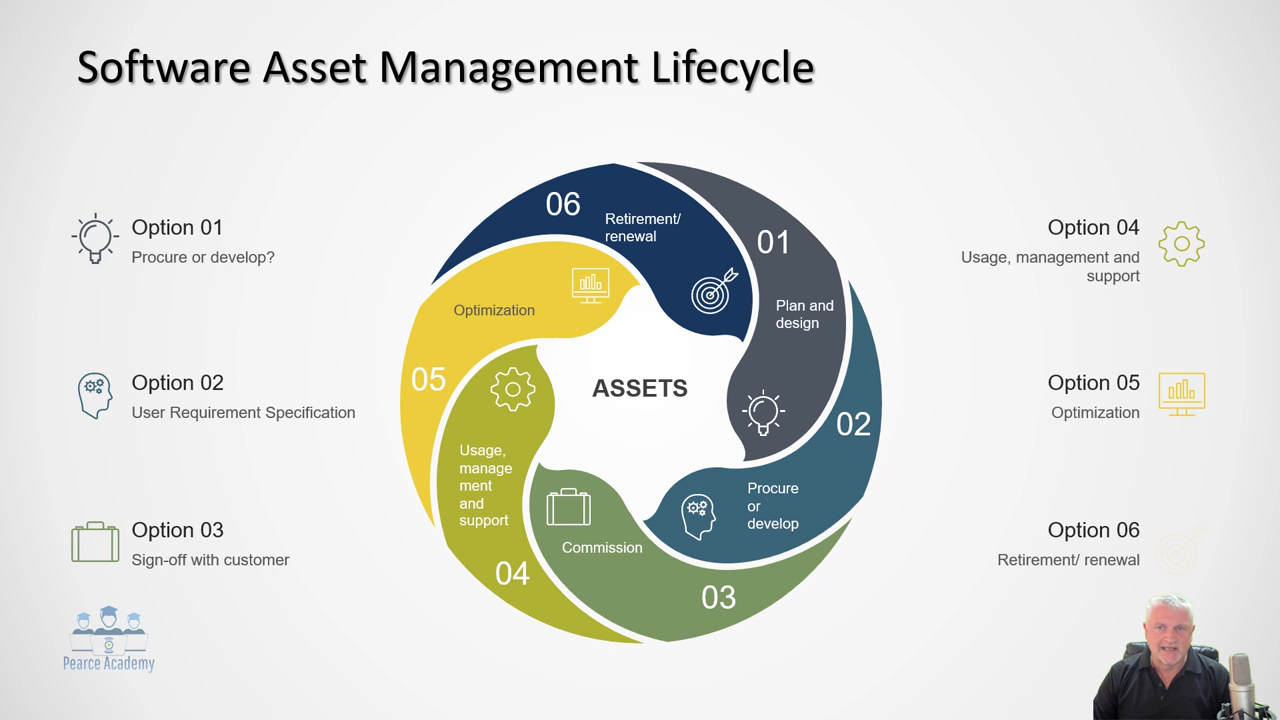 Software Asset Management Lifecycle
Option 01
Procure or develop?
Option 02
User Requirement Specification
Option 03
Sign-off with customer
06
Retirement/
renewal
01
Plan and
design
02
Procure
or
develop
03
Commission
04
Usage,
manage
ment
and
support
05
Optimization
ASSETS
Option 04
Usage, management and
support
Option 05
Optimization
Option 06
Retirement/ renewal
Pearce Academy